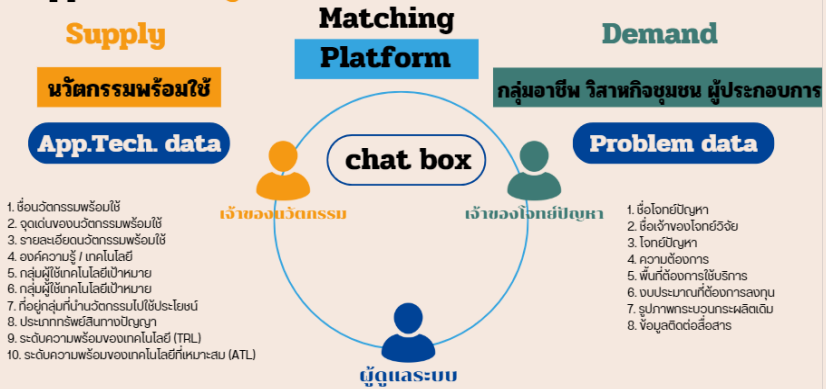 Supply
นวัตกรรมพร้อมใช้
App.Tech. data
1. ชื่อนวัตกรรมพร้อมใช้
2. จุดเด่นของนวัตกรรมพร้อมใช้
3. รายละเอียดนวัตกรรมพร้อมใช้
4. องค์ความรู้ / เทคโนโลยี
5. กลุ่มผู้ใช้เทคโนโลยีเป้าหมาย
6. กลุ่มผู้ใช้เทคโนโลยีเป้าหมาย
7. ที่อยู่กลุ่มที่นำนวัตกรรมไปใช้ประโยชน์
8. ประเภททรัพย์สินทางปัญญา
9. ระดับความพร้อมของเทคโนโลยี (TRL)
10. ระดับความพร้อมของเทคโนโลยีที่เหมาะสม (ATL)
Matching
Platform
chat box
เจ้าของนวัตกรรม
เจ้าของโจทย์ปัญหา
ผู้ดูแลระบบ
Demand
กลุ่มอาชีพ วิสาหกิจชุมชน ผู้ประกอบการ
Problem data
1. ชื่อโจทย์ปัญหา
2. ชื่อเจ้าของโจทย์วิจัย
3. โจทย์ปัญหา
4. ความต้องการ
5. พื้นที่ต้องการใช้บริการ
6. งบประมาณที่ต้องการลงทุน
7. รูปภาพกระบวนกระผลิตเดิม
8. ข้อมูลติดต่อสื่อสาร